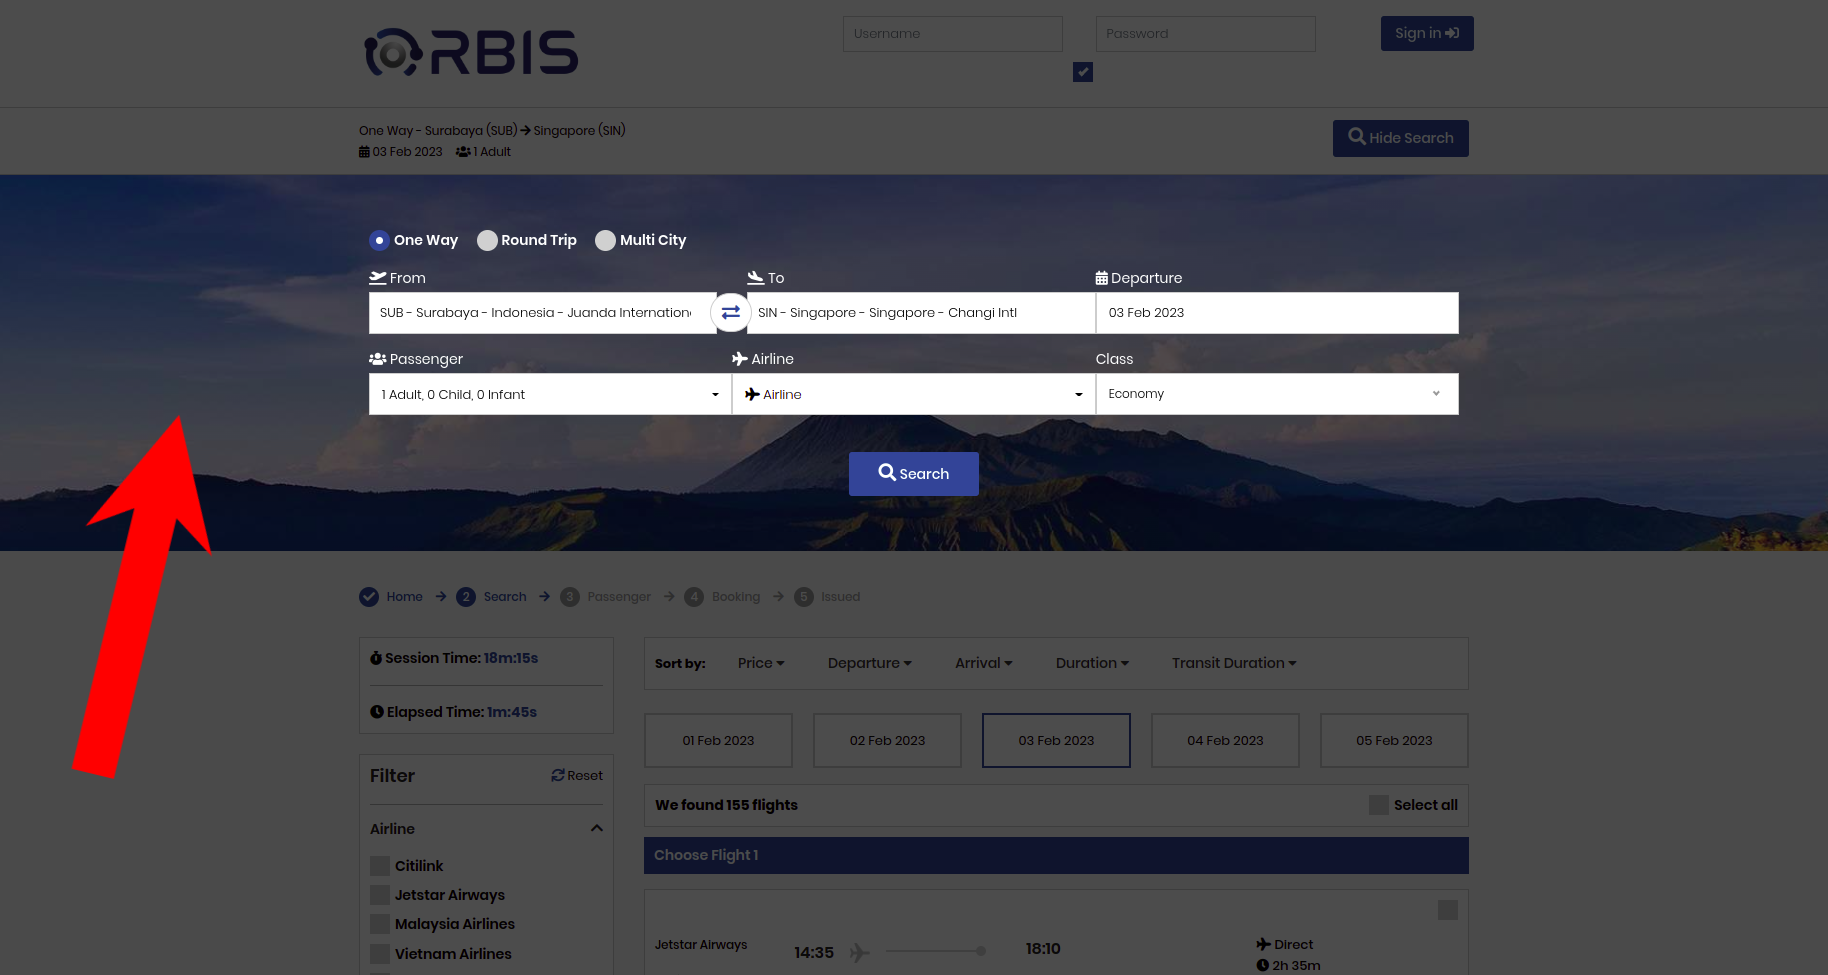 ORBIS
Username
Password
Sign in
One Way - Surabaya (SUB) → Singapore (SIN)
03 Feb 2023 1 Adult
Hide Search
One Way Round Trip Multi City
From
To
Departure
SUB - Surabaya - Indonesia - Juanda Internation
SIN - Singapore - Singapore - Changi Intl
03 Feb 2023
Passenger
Airline
Class
1 Adult, 0 Child, 0 Infant
Airline
Economy
Search
Home → 2 Search → 3 Passenger → 4 Booking → 5 Issued
Session Time: 18m:15s
Elapsed Time: 1m:45s
Sort by: Price Departure Arrival Duration Transit Duration
01 Feb 2023
02 Feb 2023
03 Feb 2023
04 Feb 2023
05 Feb 2023
Filter
Reset
We found 155 flights
Select all
Airline
Choose Flight 1
Citilink
Jetstar Airways
Malaysia Airlines
Vietnam Airlines
Jetstar Airways
14:35
18:10
Direct
2h 35m